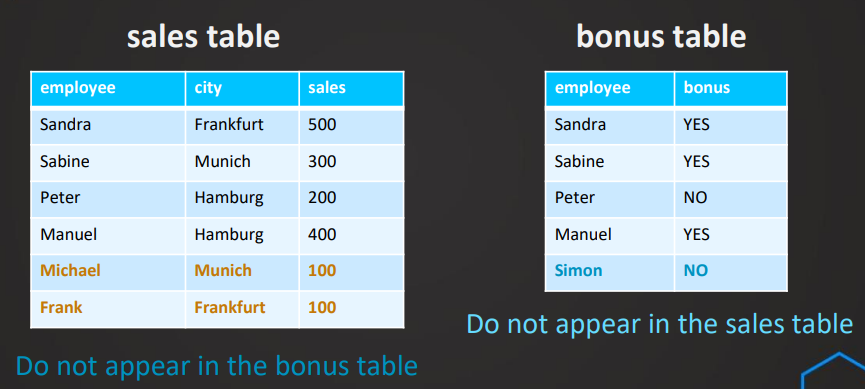 sales table
employee city sales
Sandra Frankfurt 500
Sabine Munich 300
Peter Hamburg 200
Manuel Hamburg 400
Michael Munich 100
Frank Frankfurt 100
Do not appear in the bonus table
bonus table
employee bonus
Sandra YES
Sabine YES
Peter NO
Manuel YES
Simon NO
Do not appear in the sales table